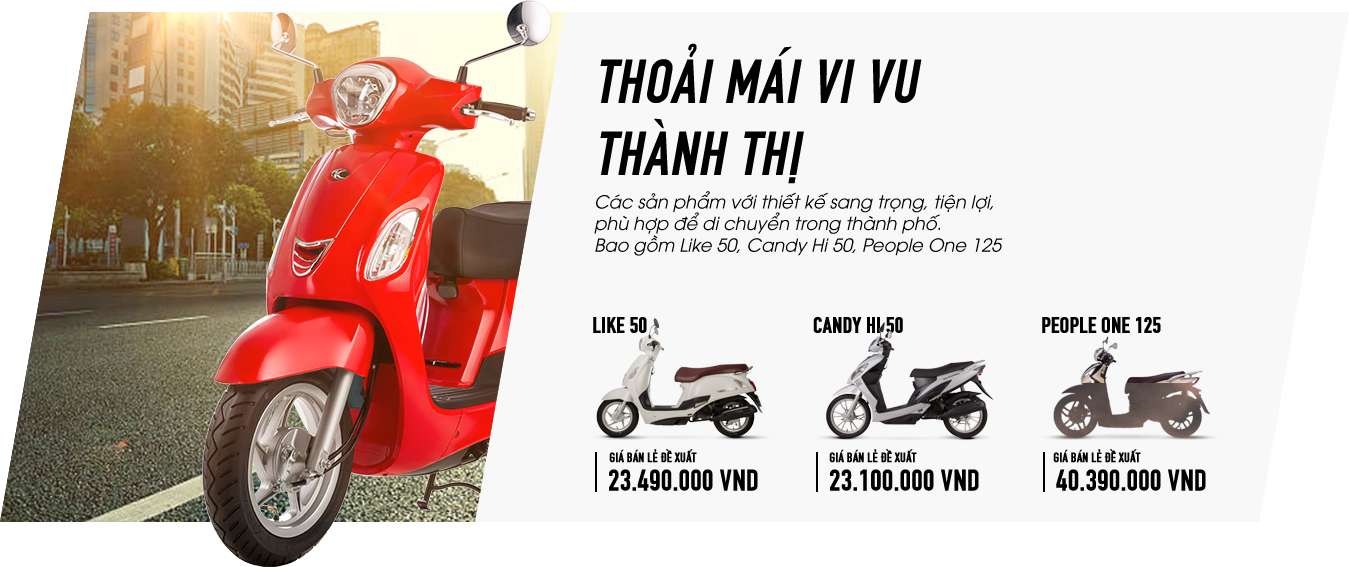 THOẢI MÁI VI VU
THÀNH THỊ
Các sản phẩm với thiết kế sang trọng, tiện lợi,
phù hợp để di chuyển trong thành phố.
Bao gồm Like 50, Candy Hi 50, People One 125
LIKE 50
CANDY HI 50
PEOPLE ONE 125
GIÁ BÁN LẺ ĐỀ XUẤT
23.490.000 VND
GIÁ BÁN LẺ ĐỀ XUẤT
23.100.000 VND
GIÁ BÁN LẺ ĐỀ XUẤT
40.390.000 VND